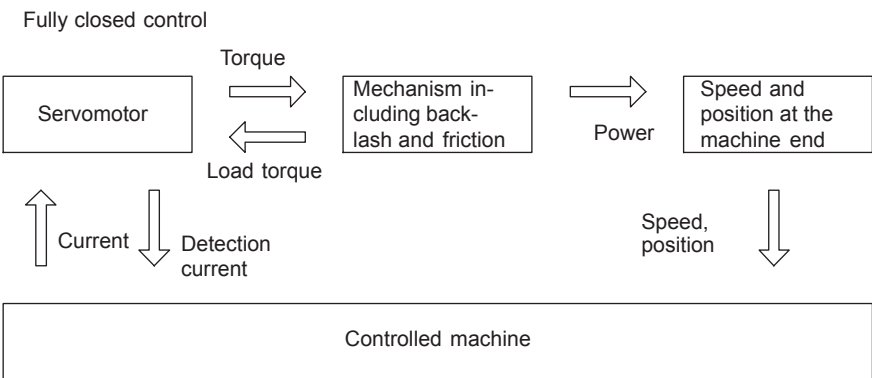 Fully closed control
Torque
Servomotor
Mechanism in-
cluding back-
lash and friction
Speed and
position at the
machine end
Power
Load torque
Current
Detection
current
Speed,
position
Controlled machine